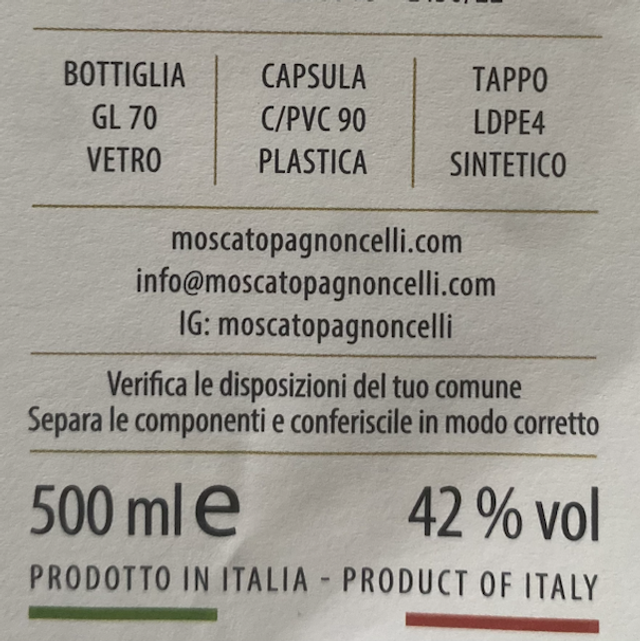 BOTTIGLIA
GL 70
VETRO
CAPSULA
C/PVC 90
PLASTICA
TAPPO
LDPE4
SINTETICO
moscatopagnoncelli.com
info@moscatopagnoncelli.com
IG: moscatopagnoncelli
Verifica le disposizioni del tuo comune
Separa le componenti e conferiscile in modo corretto
500 ml e
42 % vol
PRODOTTO IN ITALIA - PRODUCT OF ITALY